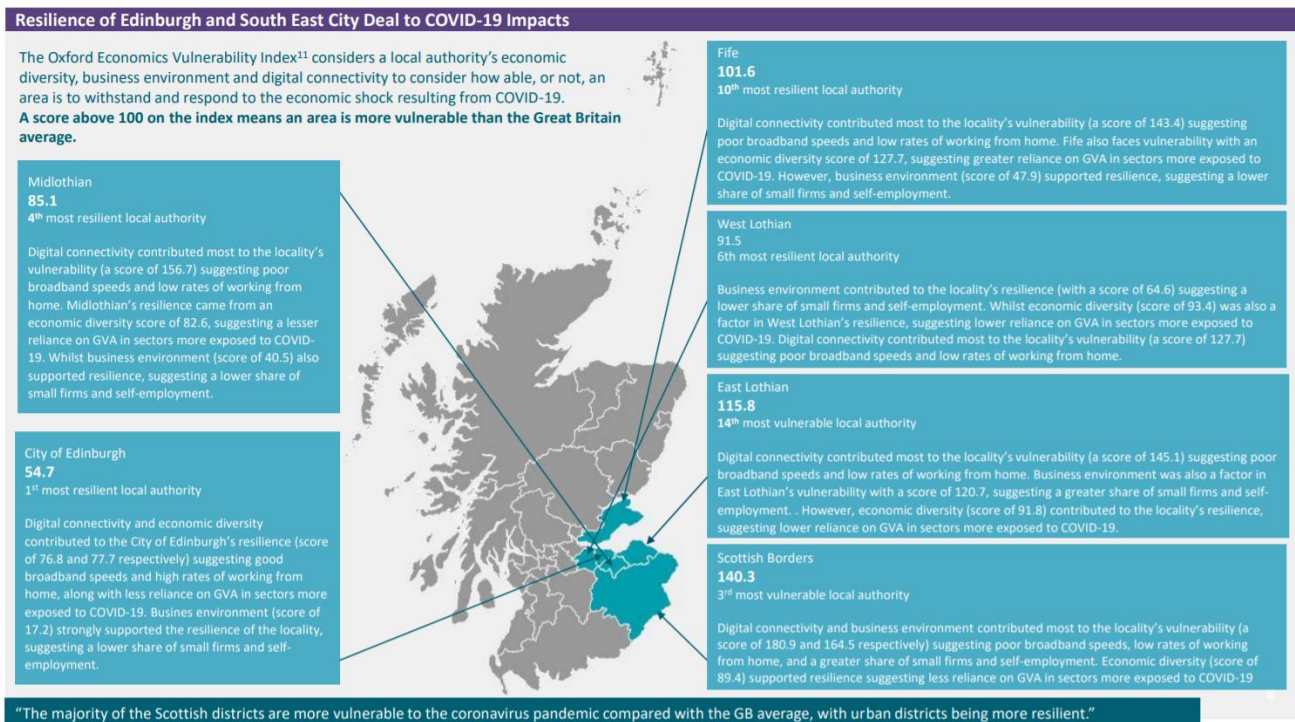 Resilience of Edinburgh and South East City Deal to COVID-19 Impacts
The Oxford Economics Vulnerability Index11 considers a local authority's economic
diversity, business environment and digital connectivity to consider how able, or not, an
area is to withstand and respond to the economic shock resulting from COVID-19.
A score above 100 on the index means an area is more vulnerable than the Great Britain
average.
Midlothian
85.1
4th most resilient local authority
Digital connectivity contributed most to the locality's
vulnerability (a score of 156.7) suggesting poor
broadband speeds and low rates of working from
home. Midlothian's resilience came from an
economic diversity score of 82.6, suggesting a lesser
reliance on GVA in sectors more exposed to COVID-
19. Whilst business environment (score of 40.5) also
supported resilience, suggesting a lower share of
small firms and self-employment.
City of Edinburgh
54.7
1st most resilient local authority
Digital connectivity and economic diversity
contributed to the City of Edinburgh's resilience (score
of 76.8 and 77.7 respectively) suggesting good
broadband speeds and high rates of working from
home, along with less reliance on GVA in sectors more
exposed to COVID-19. Busines environment (score of
17.2) strongly supported the resilience of the locality,
suggesting a lower share of small firms and self-
employment.
Fife
101.6
10th most resilient local authority
Digital connectivity contributed most to the locality's vulnerability (a score of 143.4) suggesting
poor broadband speeds and low rates of working from home. Fife also faces vulnerability with an
economic diversity score of 127.7, suggesting greater reliance on GVA in sectors more exposed to
COVID-19. However, business environment (score of 47.9) supported resilience, suggesting a lower
share of small firms and self-employment.
West Lothian
91.5
6th most resilient local authority
Business environment contributed to the locality's resilience (with a score of 64.6) suggesting a
lower share of small firms and self-employment. Whilst economic diversity (score of 93.4) was also a
factor in West Lothian's resilience, suggesting lower reliance on GVA in sectors more exposed to
COVID-19. Digital connectivity contributed most to the locality's vulnerability (a score of 127.7)
suggesting poor broadband speeds and low rates of working from home.
East Lothian
115.8
14th most vulnerable local authority
Digital connectivity contributed most to the locality's vulnerability (a score of 145.1) suggesting poor
broadband speeds and low rates of working from home. Business environment was also a factor in
East Lothian's vulnerability with a score of 120.7, suggesting a greater share of small firms and self-
employment. . However, economic diversity (score of 91.8) contributed to the locality's resilience,
suggesting lower reliance on GVA in sectors more exposed to COVID-19.
Scottish Borders
140.3
3rd most vulnerable local authority
Digital connectivity and business environment contributed most to the locality's vulnerability (a
score of 180.9 and 164.5 respectively) suggesting poor broadband speeds, low rates of working
from home, and a greater share of small firms and self-employment. Economic diversity (score of
89.4) supported resilience suggesting less reliance on GVA in sectors more exposed to COVID-19
"The majority of the Scottish districts are more vulnerable to the coronavirus pandemic compared with the GB average, with urban districts being more resilient."